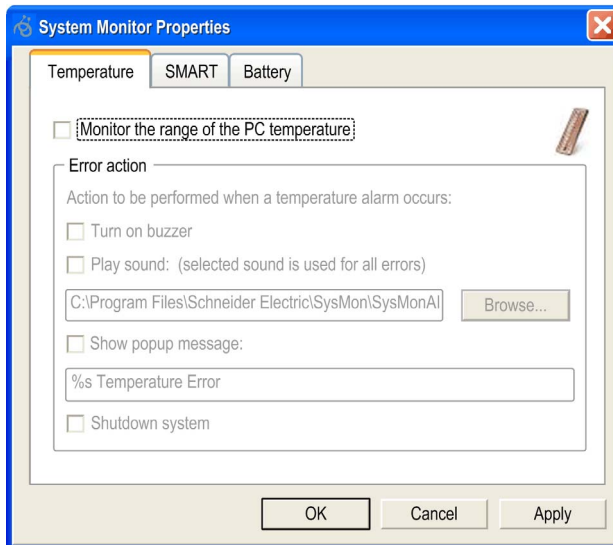 System Monitor Properties
Temperature SMART Battery
Monitor the range of the PC temperature
Error action
Action to be performed when a temperature alarm occurs:
Turn on buzzer
Play sound: (selected sound is used for all errors)
C:\Program Files\Schneider Electric\SysMon\SysMonAl Browse...
Show popup message:
%s Temperature Error
Shutdown system
OK Cancel Apply